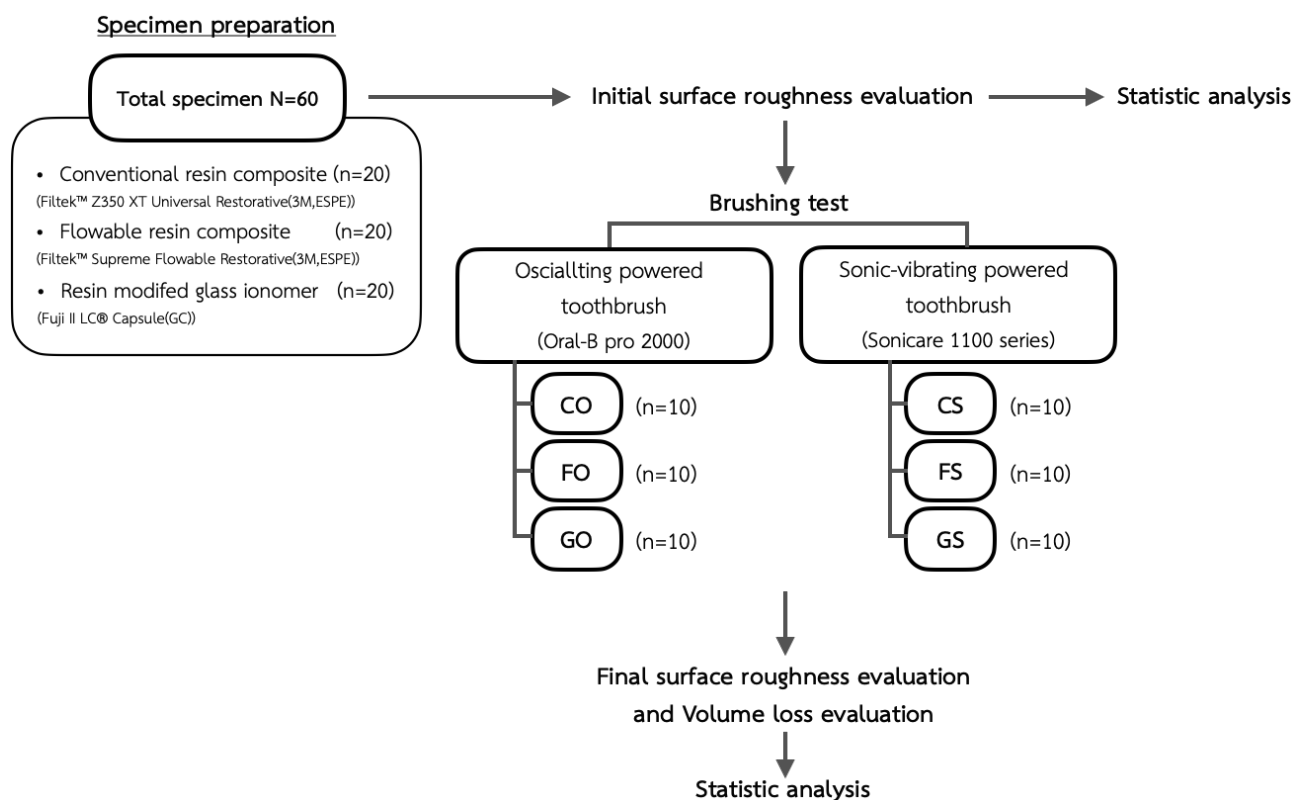 Specimen preparation
Total specimen N=60
Initial surface roughness evaluation
Statistic analysis
• Conventional resin composite (n=20)
(Filtek™ Z350 XT Universal Restorative(3M,ESPE))
• Flowable resin composite (n=20)
(Filtek™ Supreme Flowable Restorative(3M,ESPE))
• Resin modifed glass ionomer (n=20)
(Fuji II LC® Capsule(GC))
Brushing test
Osciallting powered
toothbrush
(Oral-B pro 2000)
Sonic-vibrating powered
toothbrush
(Sonicare 1100 series)
CO (n=10)
FO (n=10)
GO (n=10)
CS (n=10)
FS (n=10)
GS (n=10)
Final surface roughness evaluation
and Volume loss evaluation
Statistic analysis